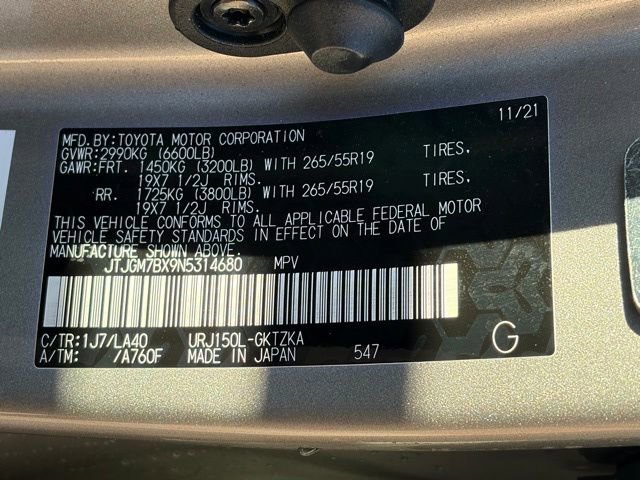 11/21
MFD.BY:TOYOTA MOTOR CORPORATION
GVWR:2990KG (6600LB)
GAWR:FRT. 1450KG (3200LB) WITH 265/55R19 TIRES.
19X7 1/2J RIMS.
RR. 1725KG (3800LB) WITH 265/55R19 TIRES.
19X7 1/2J RIMS.
THIS VEHICLE CONFORMS TO ALL APPLICABLE FEDERAL MOTOR
VEHICLE SAFETY STANDARDS IN EFFECT ON THE DATE OF
MANUFACTURE SHOWN ABOVE.
JTJGM7BX9N5314680 MPV
C/TR:1J7/LA40 URJ150L-GKTZKA
A/TM: /A760F MADE IN JAPAN 547 G